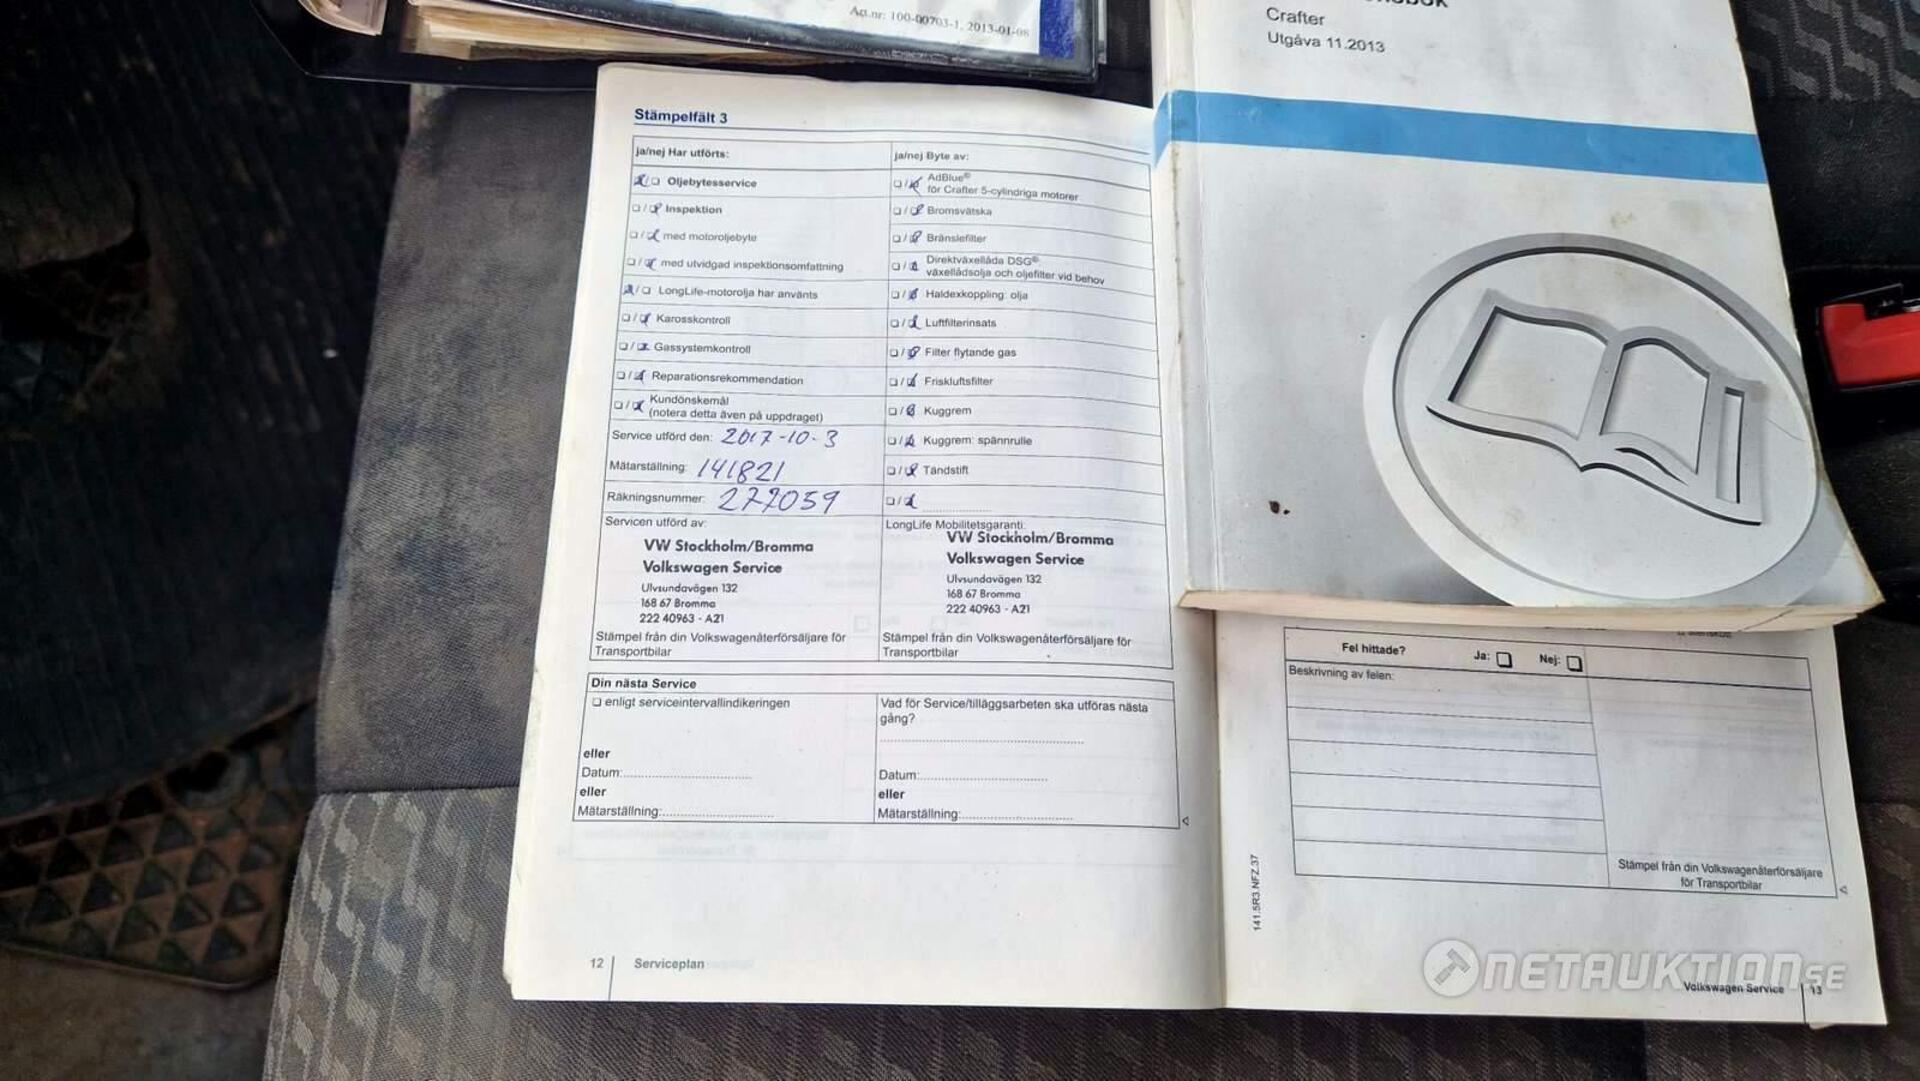 Art.nr: 100-00703-1, 2013-01-08
Crafter
Utgåva 11.2013
Stämpelfält 3
ja/nej Har utförts:
Oljebytesservice
Inspektion
med motoroljebyte
med utvidgad inspektionsomfattning
LongLife-motorolja har använts
Karosskontroll
Gassystemkontroll
Reparationsrekommendation
Kundönskemål
(notera detta även på uppdraget)
Service utförd den: 2017-10-3
Mätarställning: 141821
Räkningsnummer: 277059
Servicen utförd av:
VW Stockholm/Bromma
Volkswagen Service
Ulvsundavägen 132
168 67 Bromma
222 40963 - A21
Stämpel från din Volkswagenåterförsäljare för
Transportbilar
ja/nej Byte av:
AdBlue®
för Crafter 5-cylindriga motorer
Bromsvätska
Bränslefilter
Direktväxellåda DSG®:
växellådsolja och oljefilter vid behov
Haldexkoppling: olja
Luftfilterinsats
Filter flytande gas
Friskluftsfilter
Kuggrem
Kuggrem: spännrulle
Tändstift
LongLife Mobilitetsgaranti:
VW Stockholm/Bromma
Volkswagen Service
Ulvsundavägen 132
168 67 Bromma
222 40963 - A21
Stämpel från din Volkswagenåterförsäljare för
Transportbilar
Din nästa Service
enligt serviceintervallindikeringen
eller
Datum:
eller
Mätarställning:
Vad för Service/tilläggsarbeten ska utföras nästa
gång?
Datum:
eller
Mätarställning:
12 Serviceplan
Fel hittade? Ja: Nej:
Beskrivning av felen:
Stämpel från din Volkswagenåterförsäljare
för Transportbilar
141.5R3.NFZ.37
NETAUKTION.SE
Volkswagen Service 13